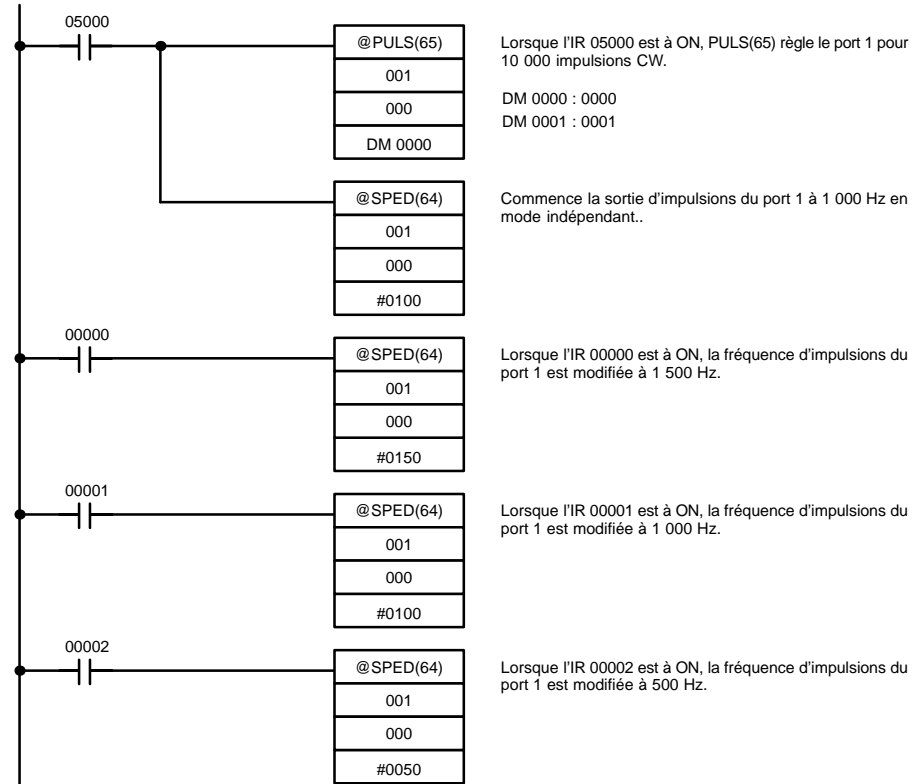 05000
@PULS(65)
001
000
DM 0000
Lorsque l'IR 05000 est à ON, PULS(65) règle le port 1 pour
10 000 impulsions CW.
DM 0000 : 0000
DM 0001 : 0001
@SPED(64)
001
000
#0100
Commence la sortie d'impulsions du port 1 à 1 000 Hz en
mode indépendant..
00000
@SPED(64)
001
000
#0150
Lorsque l'IR 00000 est à ON, la fréquence d'impulsions du
port 1 est modifiée à 1 500 Hz.
00001
@SPED(64)
001
000
#0100
Lorsque l'IR 00001 est à ON, la fréquence d'impulsions du
port 1 est modifiée à 1 000 Hz.
00002
@SPED(64)
001
000
#0050
Lorsque l'IR 00002 est à ON, la fréquence d'impulsions du
port 1 est modifiée à 500 Hz.